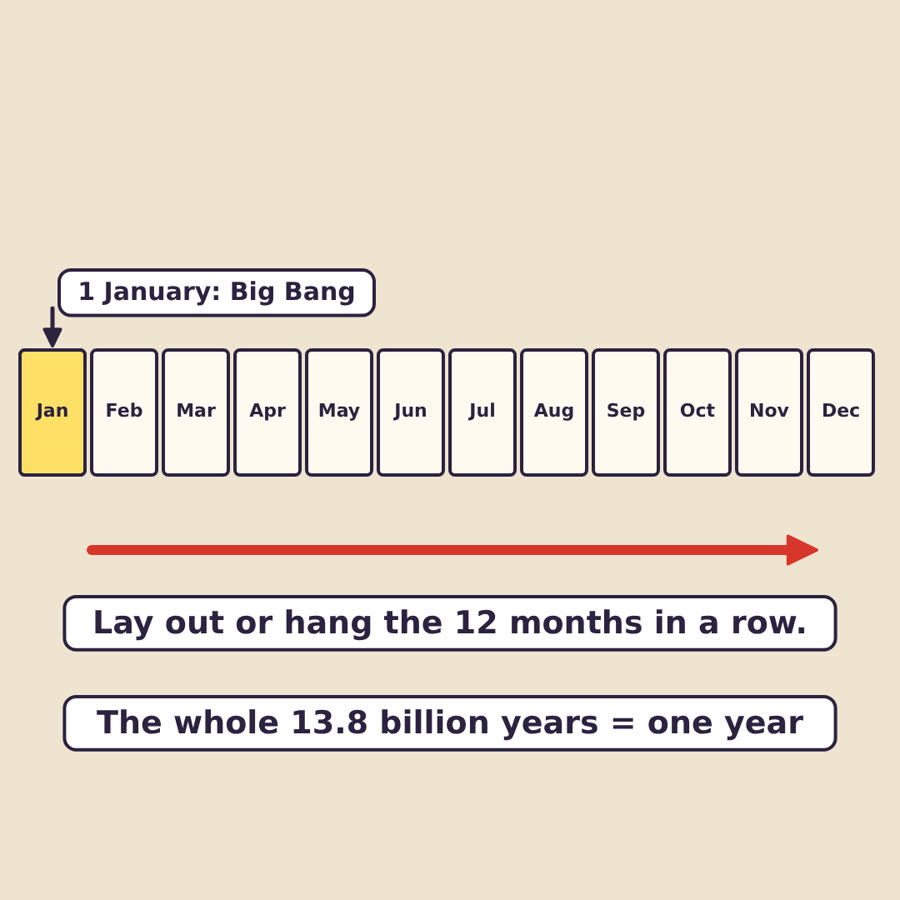 1 January: Big Bang
Jan Feb Mar Apr May Jun Jul Aug Sep Oct Nov Dec
Lay out or hang the 12 months in a row.
The whole 13.8 billion years = one year